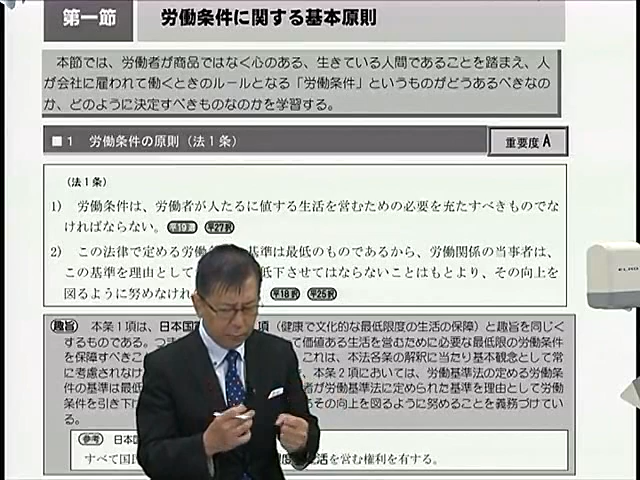 第一節 労働条件に関する基本原則
本節では、労働者が商品ではなく心のある、生きている人間であることを踏まえ、人
が会社に雇われて働くときのルールとなる「労働条件」というものがどうあるべきなの
か、どのように決定すべきものなのかを学習する。
■1 労働条件の原則（法1条）
重要度A
（法1条）
1) 労働条件は、労働者が人たるに値する生活を営むための必要を充たすべきものでな
ければならない。 平27択
2) この法律で定める労働 基準は最低のものであるから、労働関係の当事者は、
この基準を理由として 低下させてはならないことはもとより、その向上を
図るように努めなけれ 平18択 平25択
趣旨 本条1項は、日本国 項（健康で文化的な最低限度の生活の保障）と趣旨を同じく
するものである。つま て価値ある生活を営むために必要な最低限の労働条件
を保障すべきこ これは、本法各条の解釈に当たり基本観念として常
に考慮されなけ 、本条2項においては、労働基準法の定める労働条
件の基準は最低 者が労働基準法に定められた基準を理由として労働
条件を引き下げ その向上を図るように努めることを義務づけてい
る。
参考 日本国
すべて国民 生活を営む権利を有する。